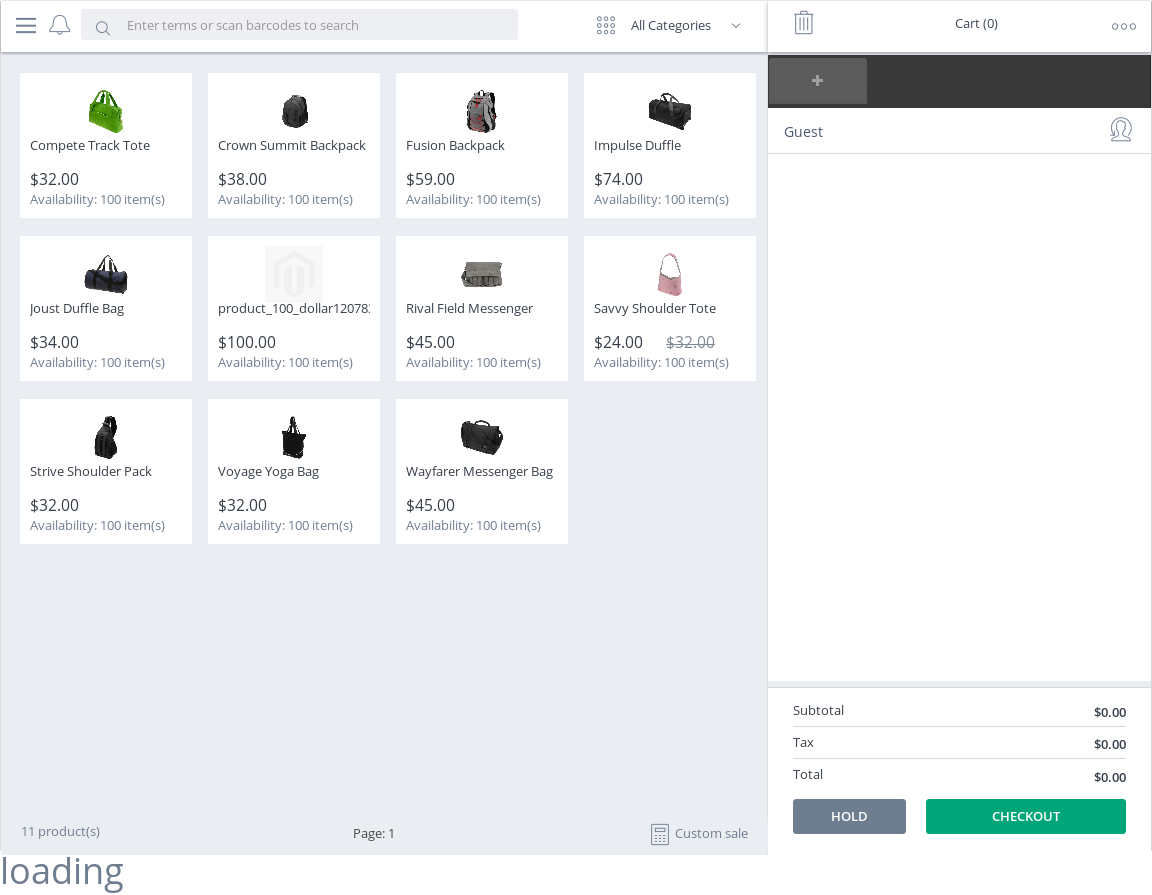 Enter terms or scan barcodes to search
All Categories
Cart (0)
Guest
Compete Track Tote
$32.00
Availability: 100 item(s)
Crown Summit Backpack
$38.00
Availability: 100 item(s)
Fusion Backpack
$59.00
Availability: 100 item(s)
Impulse Duffle
$74.00
Availability: 100 item(s)
Joust Duffle Bag
$34.00
Availability: 100 item(s)
product_100_dollar12078
$100.00
Availability: 100 item(s)
Rival Field Messenger
$45.00
Availability: 100 item(s)
Savvy Shoulder Tote
$24.00 $32.00
Availability: 100 item(s)
Strive Shoulder Pack
$32.00
Availability: 100 item(s)
Voyage Yoga Bag
$32.00
Availability: 100 item(s)
Wayfarer Messenger Bag
$45.00
Availability: 100 item(s)
Subtotal $0.00
Tax $0.00
Total $0.00
HOLD
CHECKOUT
11 product(s)
Page: 1
Custom sale
loading